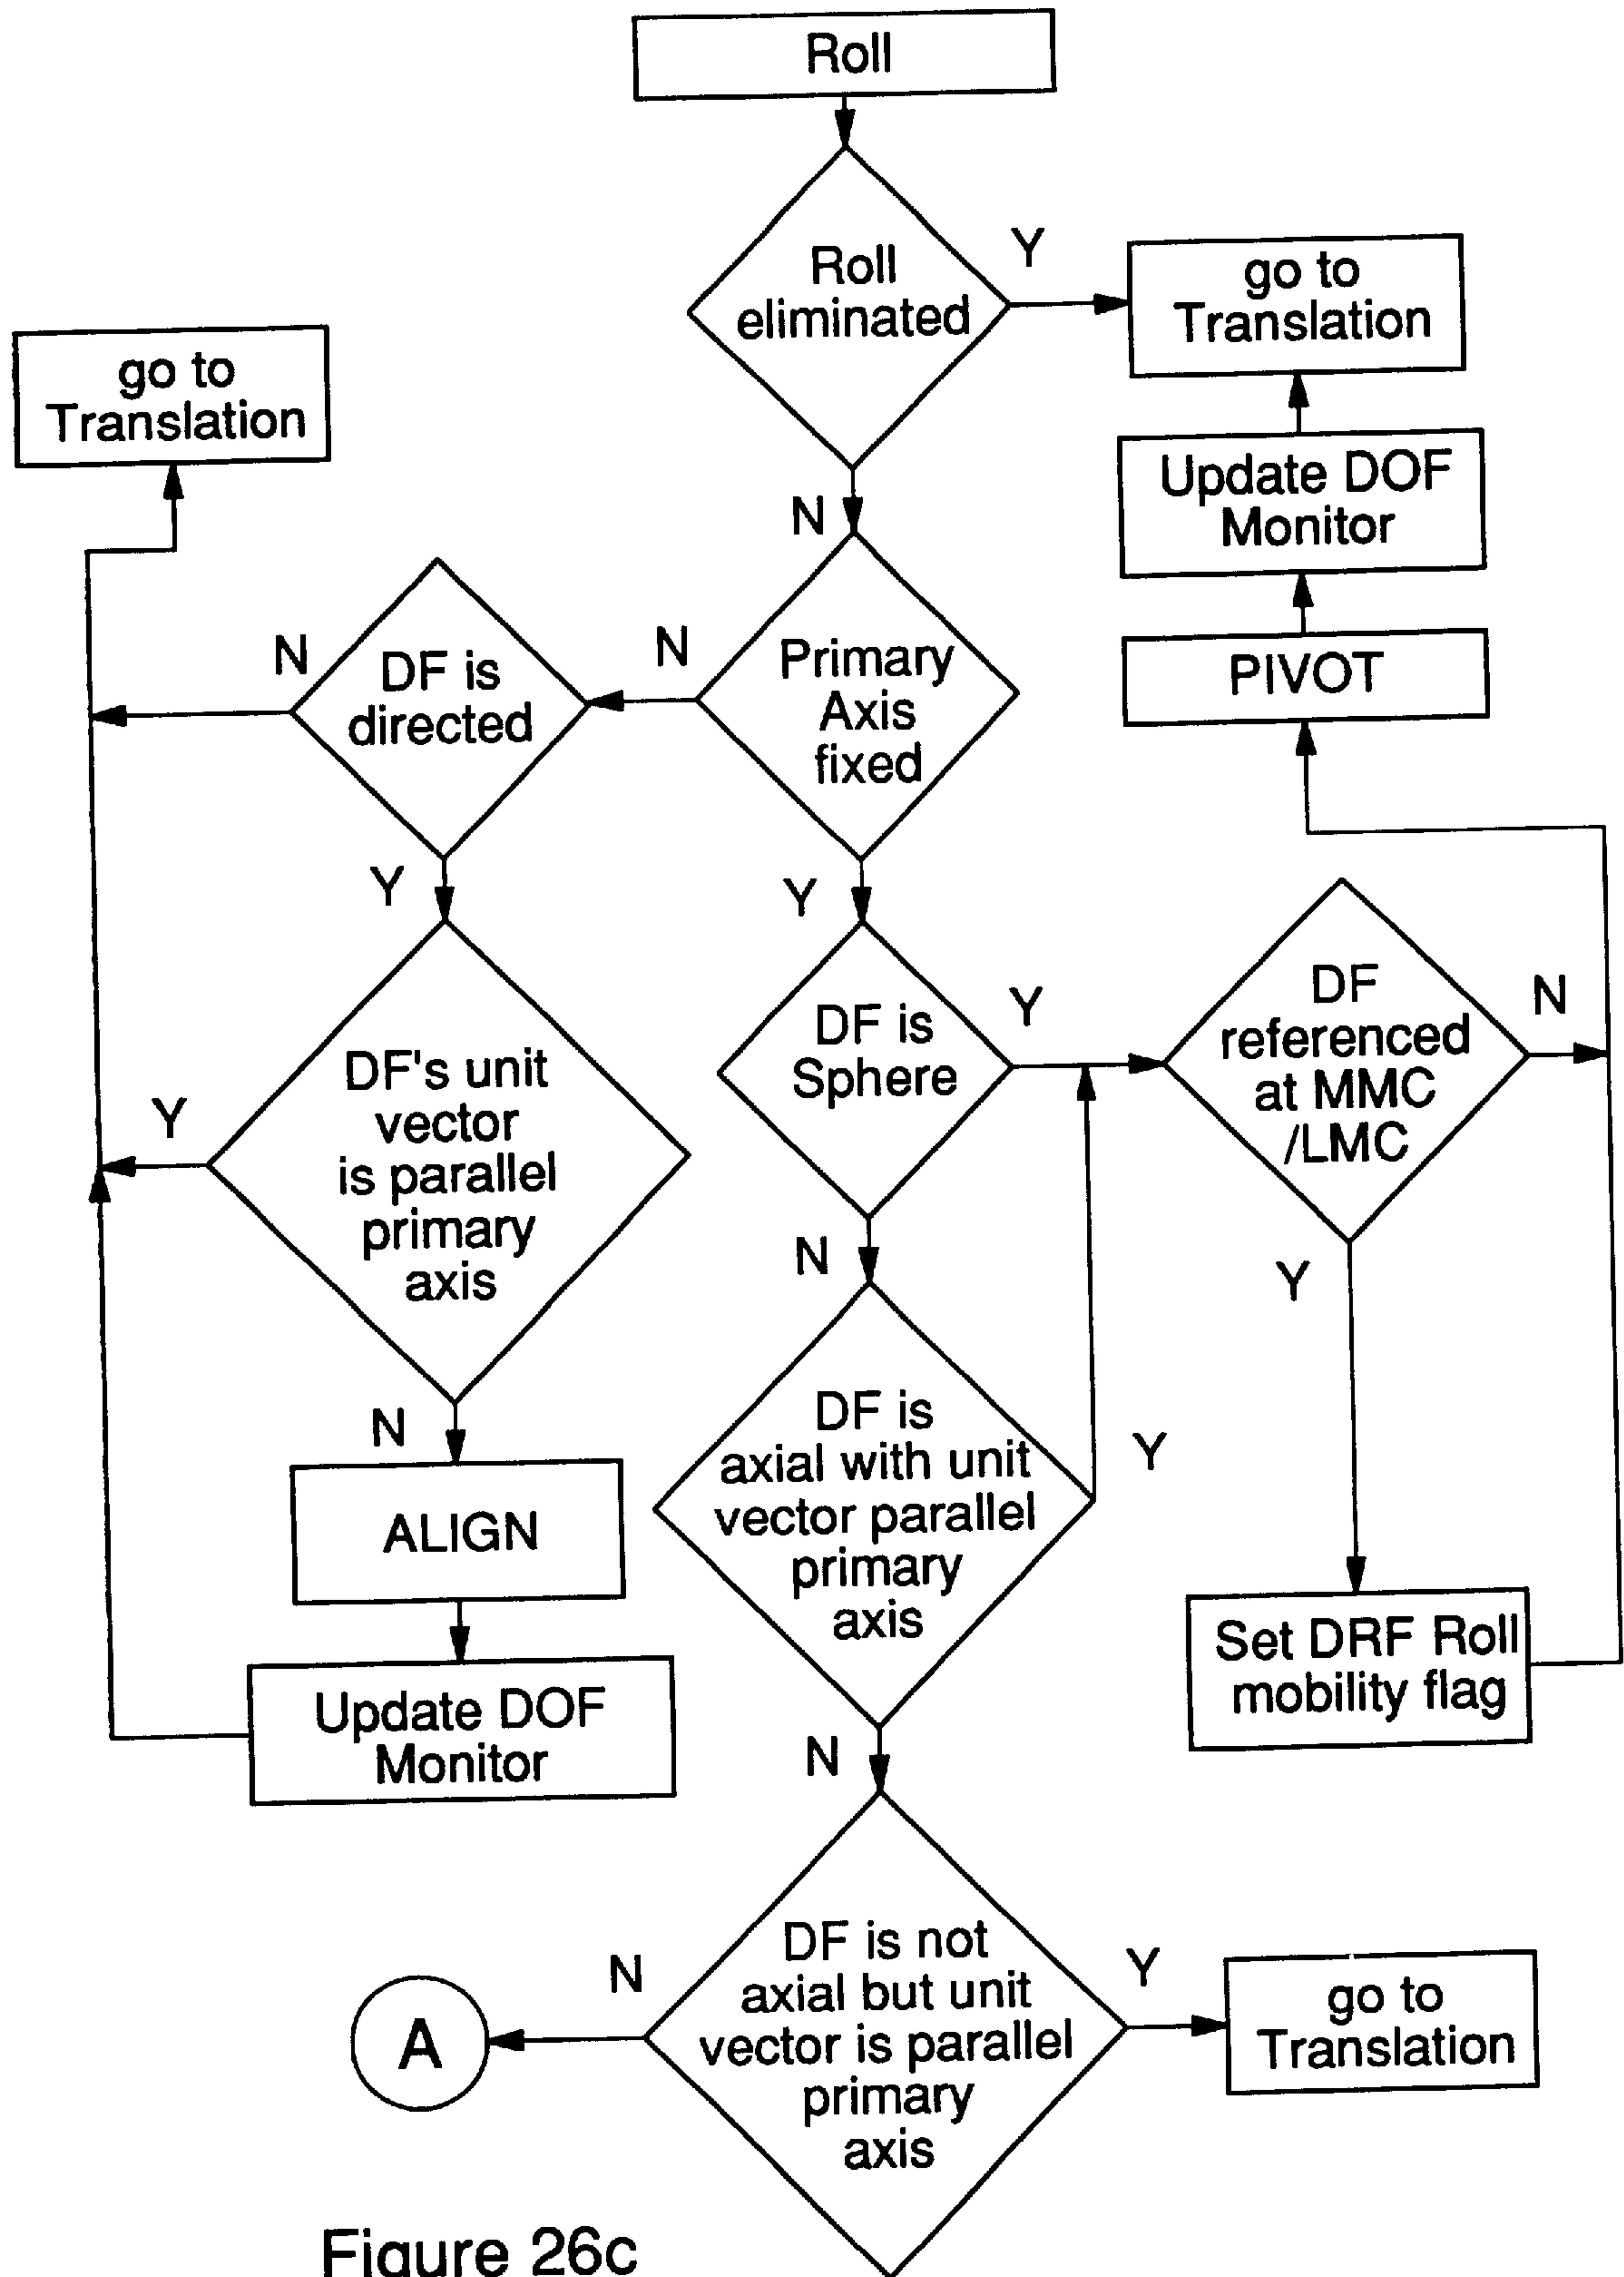 Roll
Roll
eliminated
Y
go to
Translation
go to
Translation
Update DOF
Monitor
N
PIVOT
N
DF is
directed
N
Primary
Axis
fixed
Y
Y
DF's unit
vector
is parallel
primary
axis
Y
DF is
Sphere
Y
DF
referenced
at MMC
/LMC
N
N
Y
N
ALIGN
DF is
axial with unit
vector parallel
primary
axis
Y
Set DRF Roll
mobility flag
Update DOF
Monitor
N
DF is not
axial but unit
vector is parallel
primary
axis
N
A
Y
go to
Translation
Figure 26c